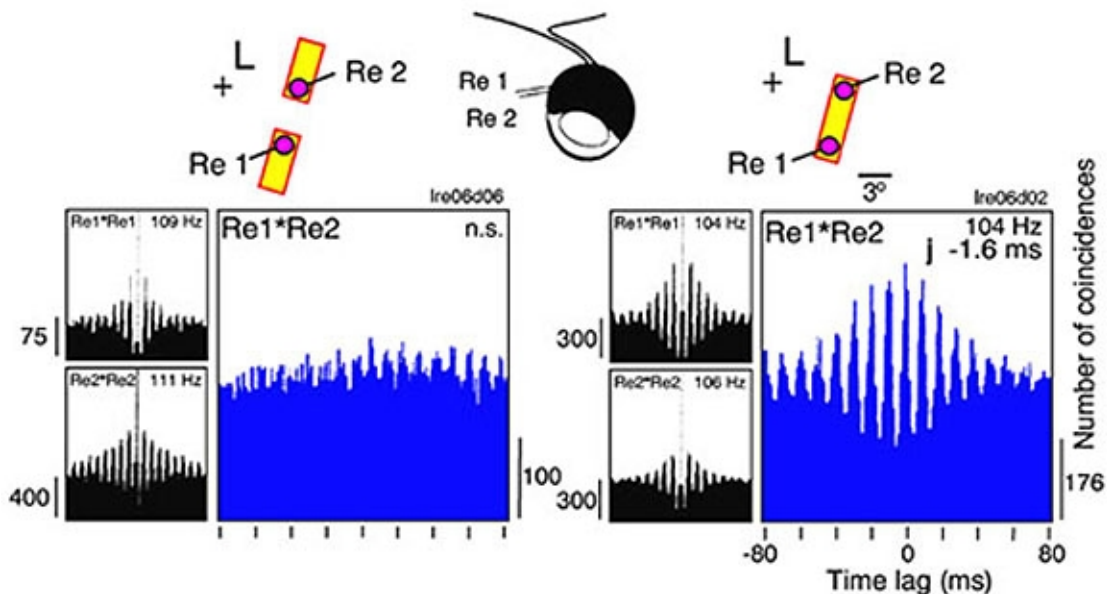 L
+
Re 2
Re 1
Re 1
Re 2
L
+
Re 2
Re 1
3°
lre06d06
Re1*Re1 109 Hz
75
Re2*Re2 111 Hz
400
Re1*Re2 n.s.
100
lre06d02
Re1*Re1 104 Hz
300
Re2*Re2 106 Hz
300
Re1*Re2 104 Hz
j -1.6 ms
Number of coincidences
176
-80 0 80
Time lag (ms)